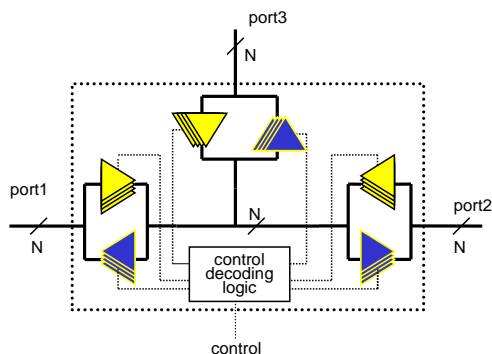 port3
N
port1
N
N
port2
N
control
decoding
logic
control